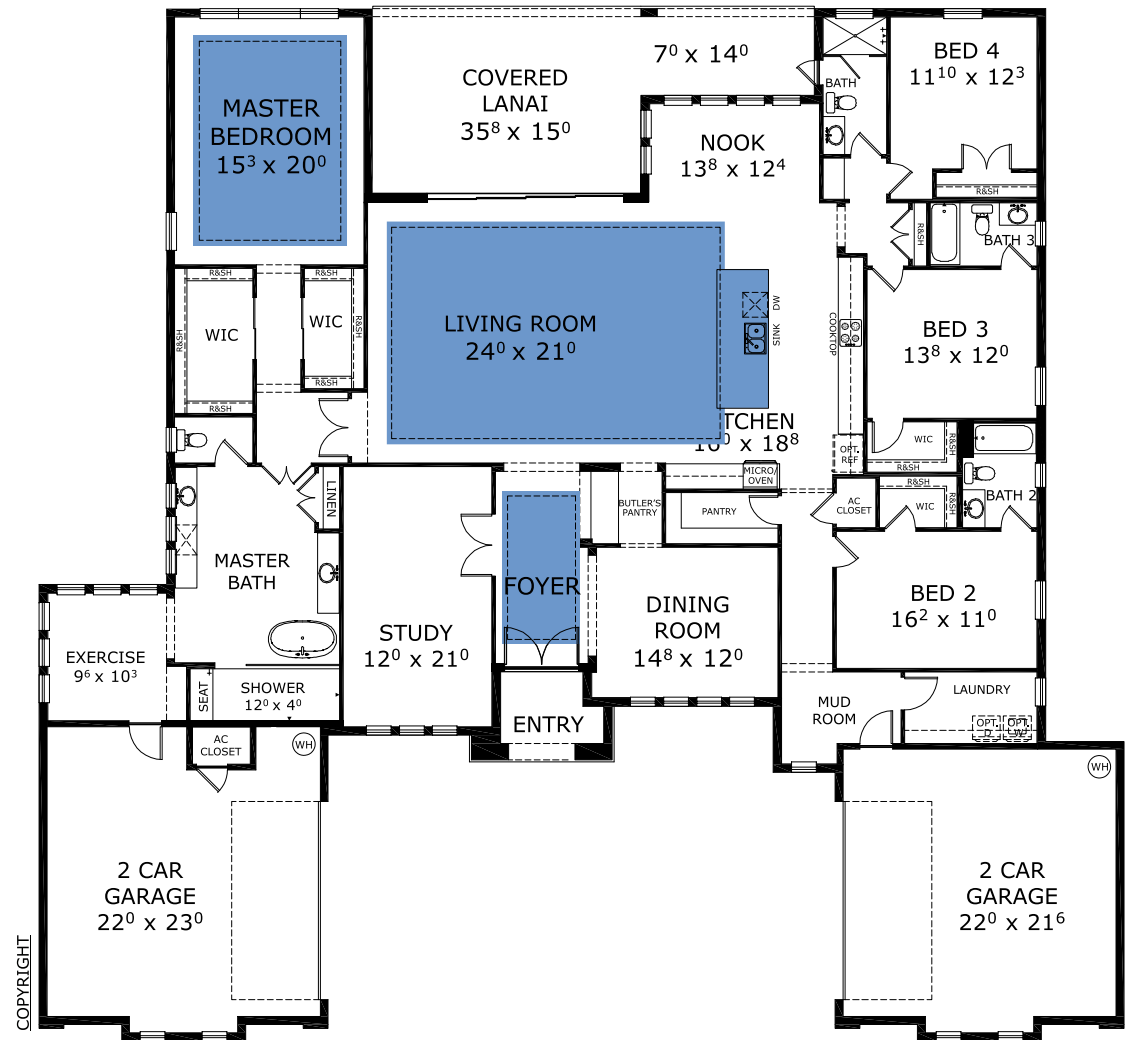 MASTER
BEDROOM
15³ x 20⁰
COVERED
LANAI
35⁸ x 15⁰
7⁰ x 14⁰
NOOK
13⁸ x 12⁴
BATH
BED 4
11¹⁰ x 12³
R&SH
R&SH
BATH 3
R&SH
WIC
R&SH
R&SH
R&SH
WIC
R&SH
R&SH
LIVING ROOM
24⁰ x 21⁰
DW
SINK
COOKTOP
BED 3
13⁸ x 12⁰
TCHEN
x 18⁸
OPT.
REF
MICRO/
OVEN
WIC
R&SH
R&SH
R&SH
WIC
R&SH
BATH 2
AC
CLOSET
BUTLER'S
PANTRY
PANTRY
LINEN
MASTER
BATH
FOYER
STUDY
12⁰ x 21⁰
DINING
ROOM
14⁸ x 12⁰
BED 2
16² x 11⁰
EXERCISE
9⁶ x 10³
SEAT
SHOWER
12⁰ x 4⁰
ENTRY
MUD
ROOM
LAUNDRY
OPT.
D
OPT.
W
AC
CLOSET
WH
WH
2 CAR
GARAGE
22⁰ x 23⁰
2 CAR
GARAGE
22⁰ x 21⁶
COPYRIGHT